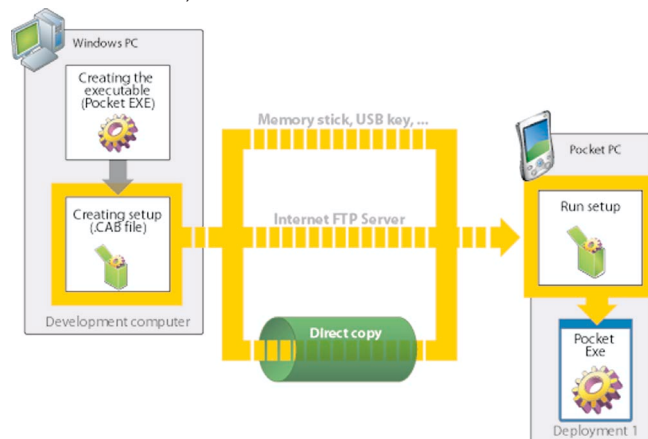 Windows PC
Creating the
executable
(Pocket EXE)
Memory stick, USB key, ...
Pocket PC
Creating setup
(.CAB file)
Internet FTP Server
Run setup
Development computer
Direct copy
Pocket
Exe
Deployment 1